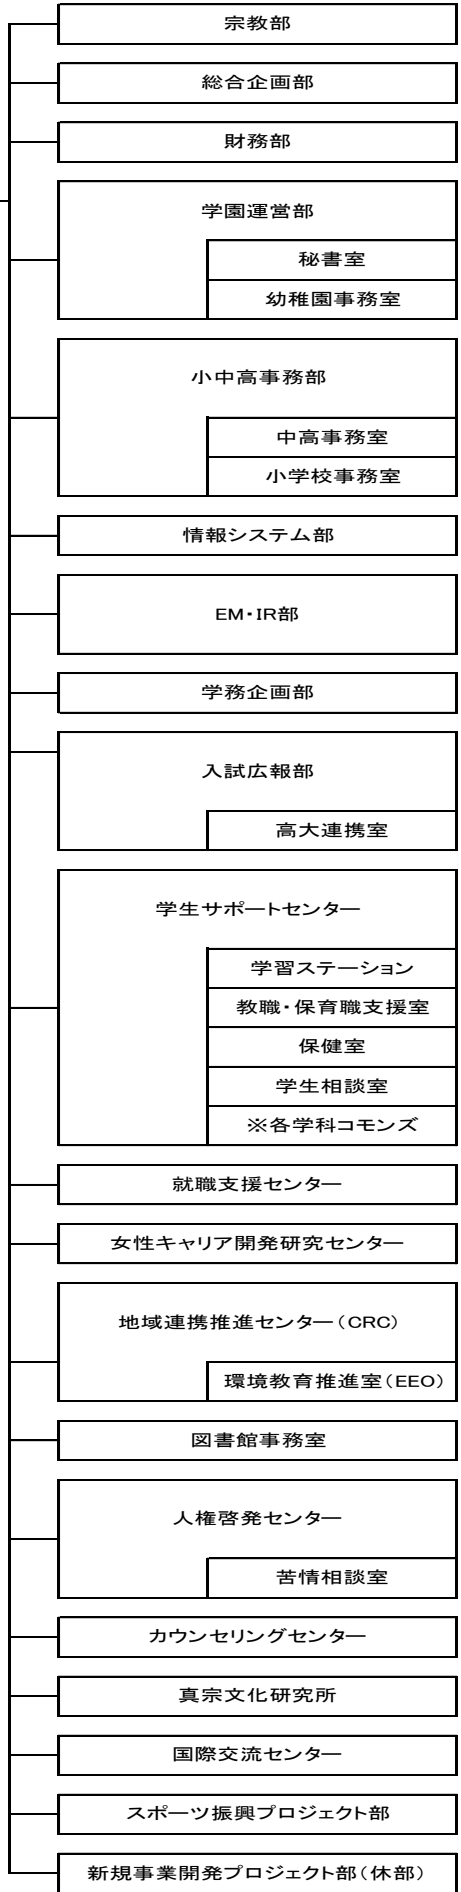 宗教部
総合企画部
財務部
学園運営部
秘書室
幼稚園事務室
小中高事務部
中高事務室
小学校事務室
情報システム部
EM・IR部
学務企画部
入試広報部
高大連携室
学生サポートセンター
学習ステーション
教職・保育職支援室
保健室
学生相談室
※各学科コモンズ
就職支援センター
女性キャリア開発研究センター
地域連携推進センター(CRC)
環境教育推進室(EEO)
図書館事務室
人権啓発センター
苦情相談室
カウンセリングセンター
真宗文化研究所
国際交流センター
スポーツ振興プロジェクト部
新規事業開発プロジェクト部(休部)